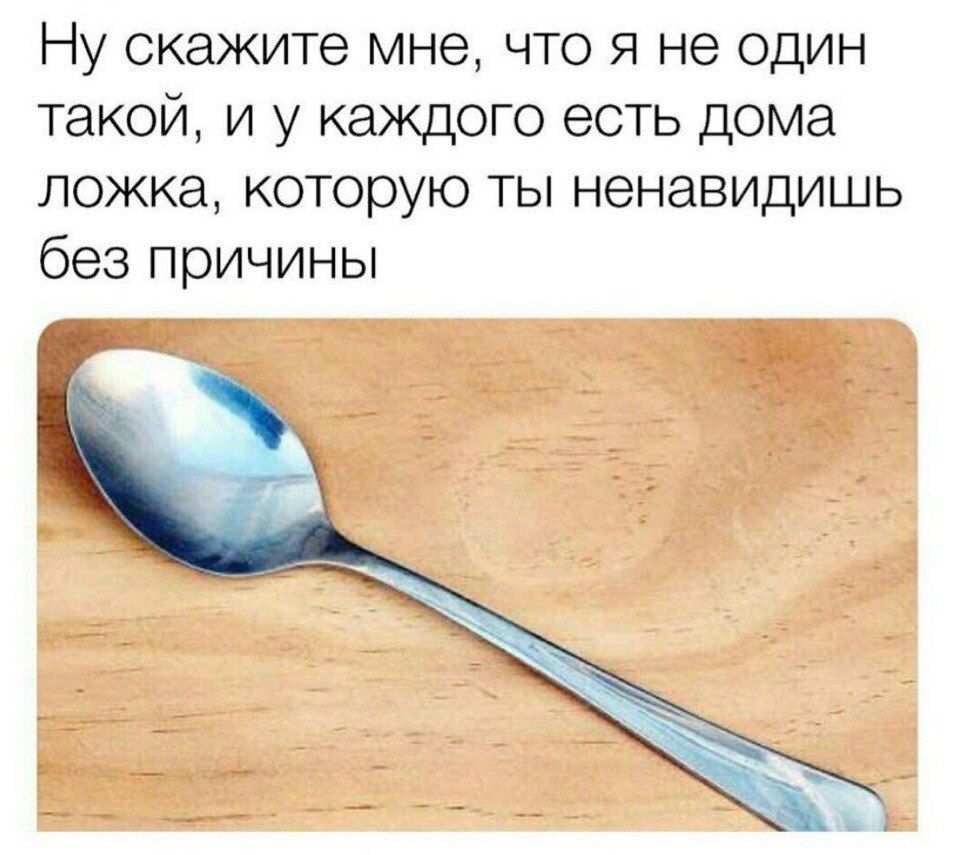 Ну скажите мне, что я не один
такой, и у каждого есть дома
ложка, которую ты ненавидишь
без причины